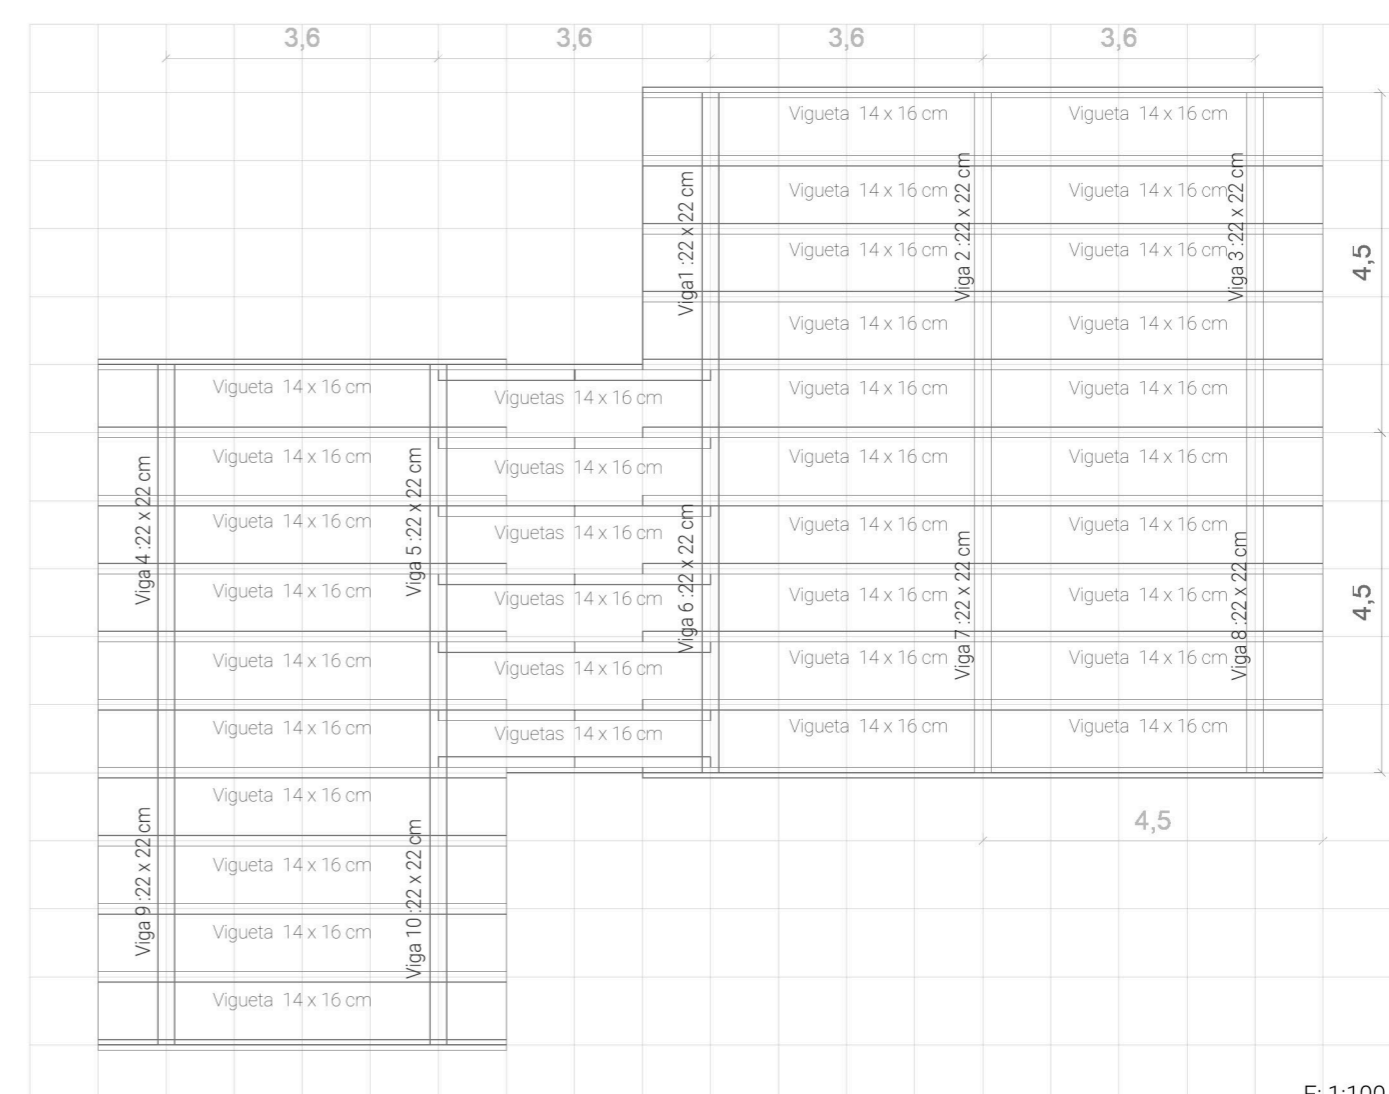 3,6
3,6
3,6
3,6
Vigueta 14 x 16 cm
Vigueta 14 x 16 cm
Vigueta 14 x 16 cm
Vigueta 14 x 16 cm
Viga1 :22 x 22 cm
Viga 2 :22 x 22 cm
Viga 3 :22 x 22 cm
4,5
Vigueta 14 x 16 cm
Vigueta 14 x 16 cm
Vigueta 14 x 16 cm
Vigueta 14 x 16 cm
Vigueta 14 x 16 cm
Viguetas 14 x 16 cm
Vigueta 14 x 16 cm
Vigueta 14 x 16 cm
Vigueta 14 x 16 cm
Viguetas 14 x 16 cm
Vigueta 14 x 16 cm
Vigueta 14 x 16 cm
Viga 4 :22 x 22 cm
Viga 5 :22 x 22 cm
Vigueta 14 x 16 cm
Viguetas 14 x 16 cm
Vigueta 14 x 16 cm
Vigueta 14 x 16 cm
Viga 6 :22 x 22 cm
Viga 7 :22 x 22 cm
Viga 8 :22 x 22 cm
4,5
Vigueta 14 x 16 cm
Viguetas 14 x 16 cm
Vigueta 14 x 16 cm
Vigueta 14 x 16 cm
Vigueta 14 x 16 cm
Viguetas 14 x 16 cm
Vigueta 14 x 16 cm
Vigueta 14 x 16 cm
Vigueta 14 x 16 cm
Viguetas 14 x 16 cm
Vigueta 14 x 16 cm
Vigueta 14 x 16 cm
Vigueta 14 x 16 cm
4,5
Viga 9 :22 x 22 cm
Viga 10 :22 x 22 cm
Vigueta 14 x 16 cm
Vigueta 14 x 16 cm
Vigueta 14 x 16 cm
E: 1:100